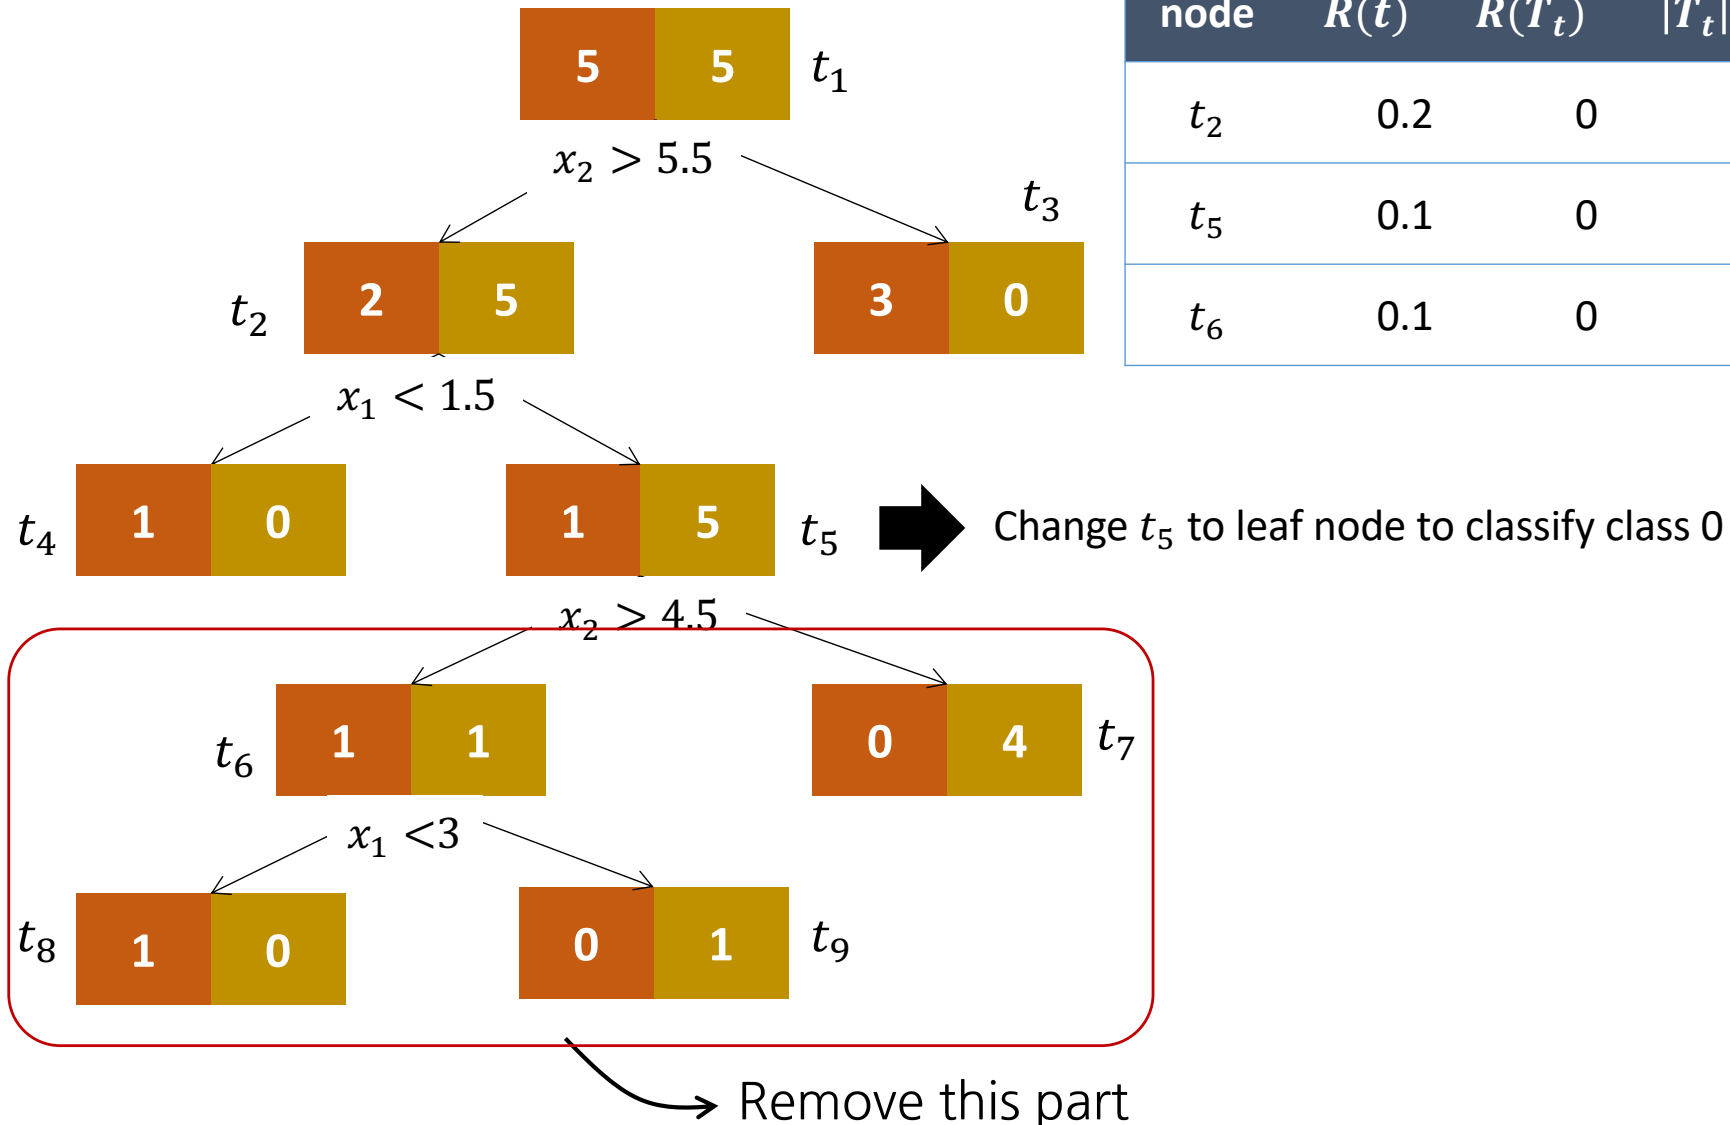 5 5 t₁
x₂ > 5.5
t₃
t₂ 2 5 3 0
x₁ < 1.5
t₄ 1 0 1 5 t₅ Change t₅ to leaf node to classify class 0
x₂ > 4.5
t₆ 1 1 0 4 t₇
x₁ <3
t₈ 1 0 0 1 t₉
Remove this part
node R(t) R(Tₜ) |Tₜ|
t₂ 0.2 0
t₅ 0.1 0
t₆ 0.1 0